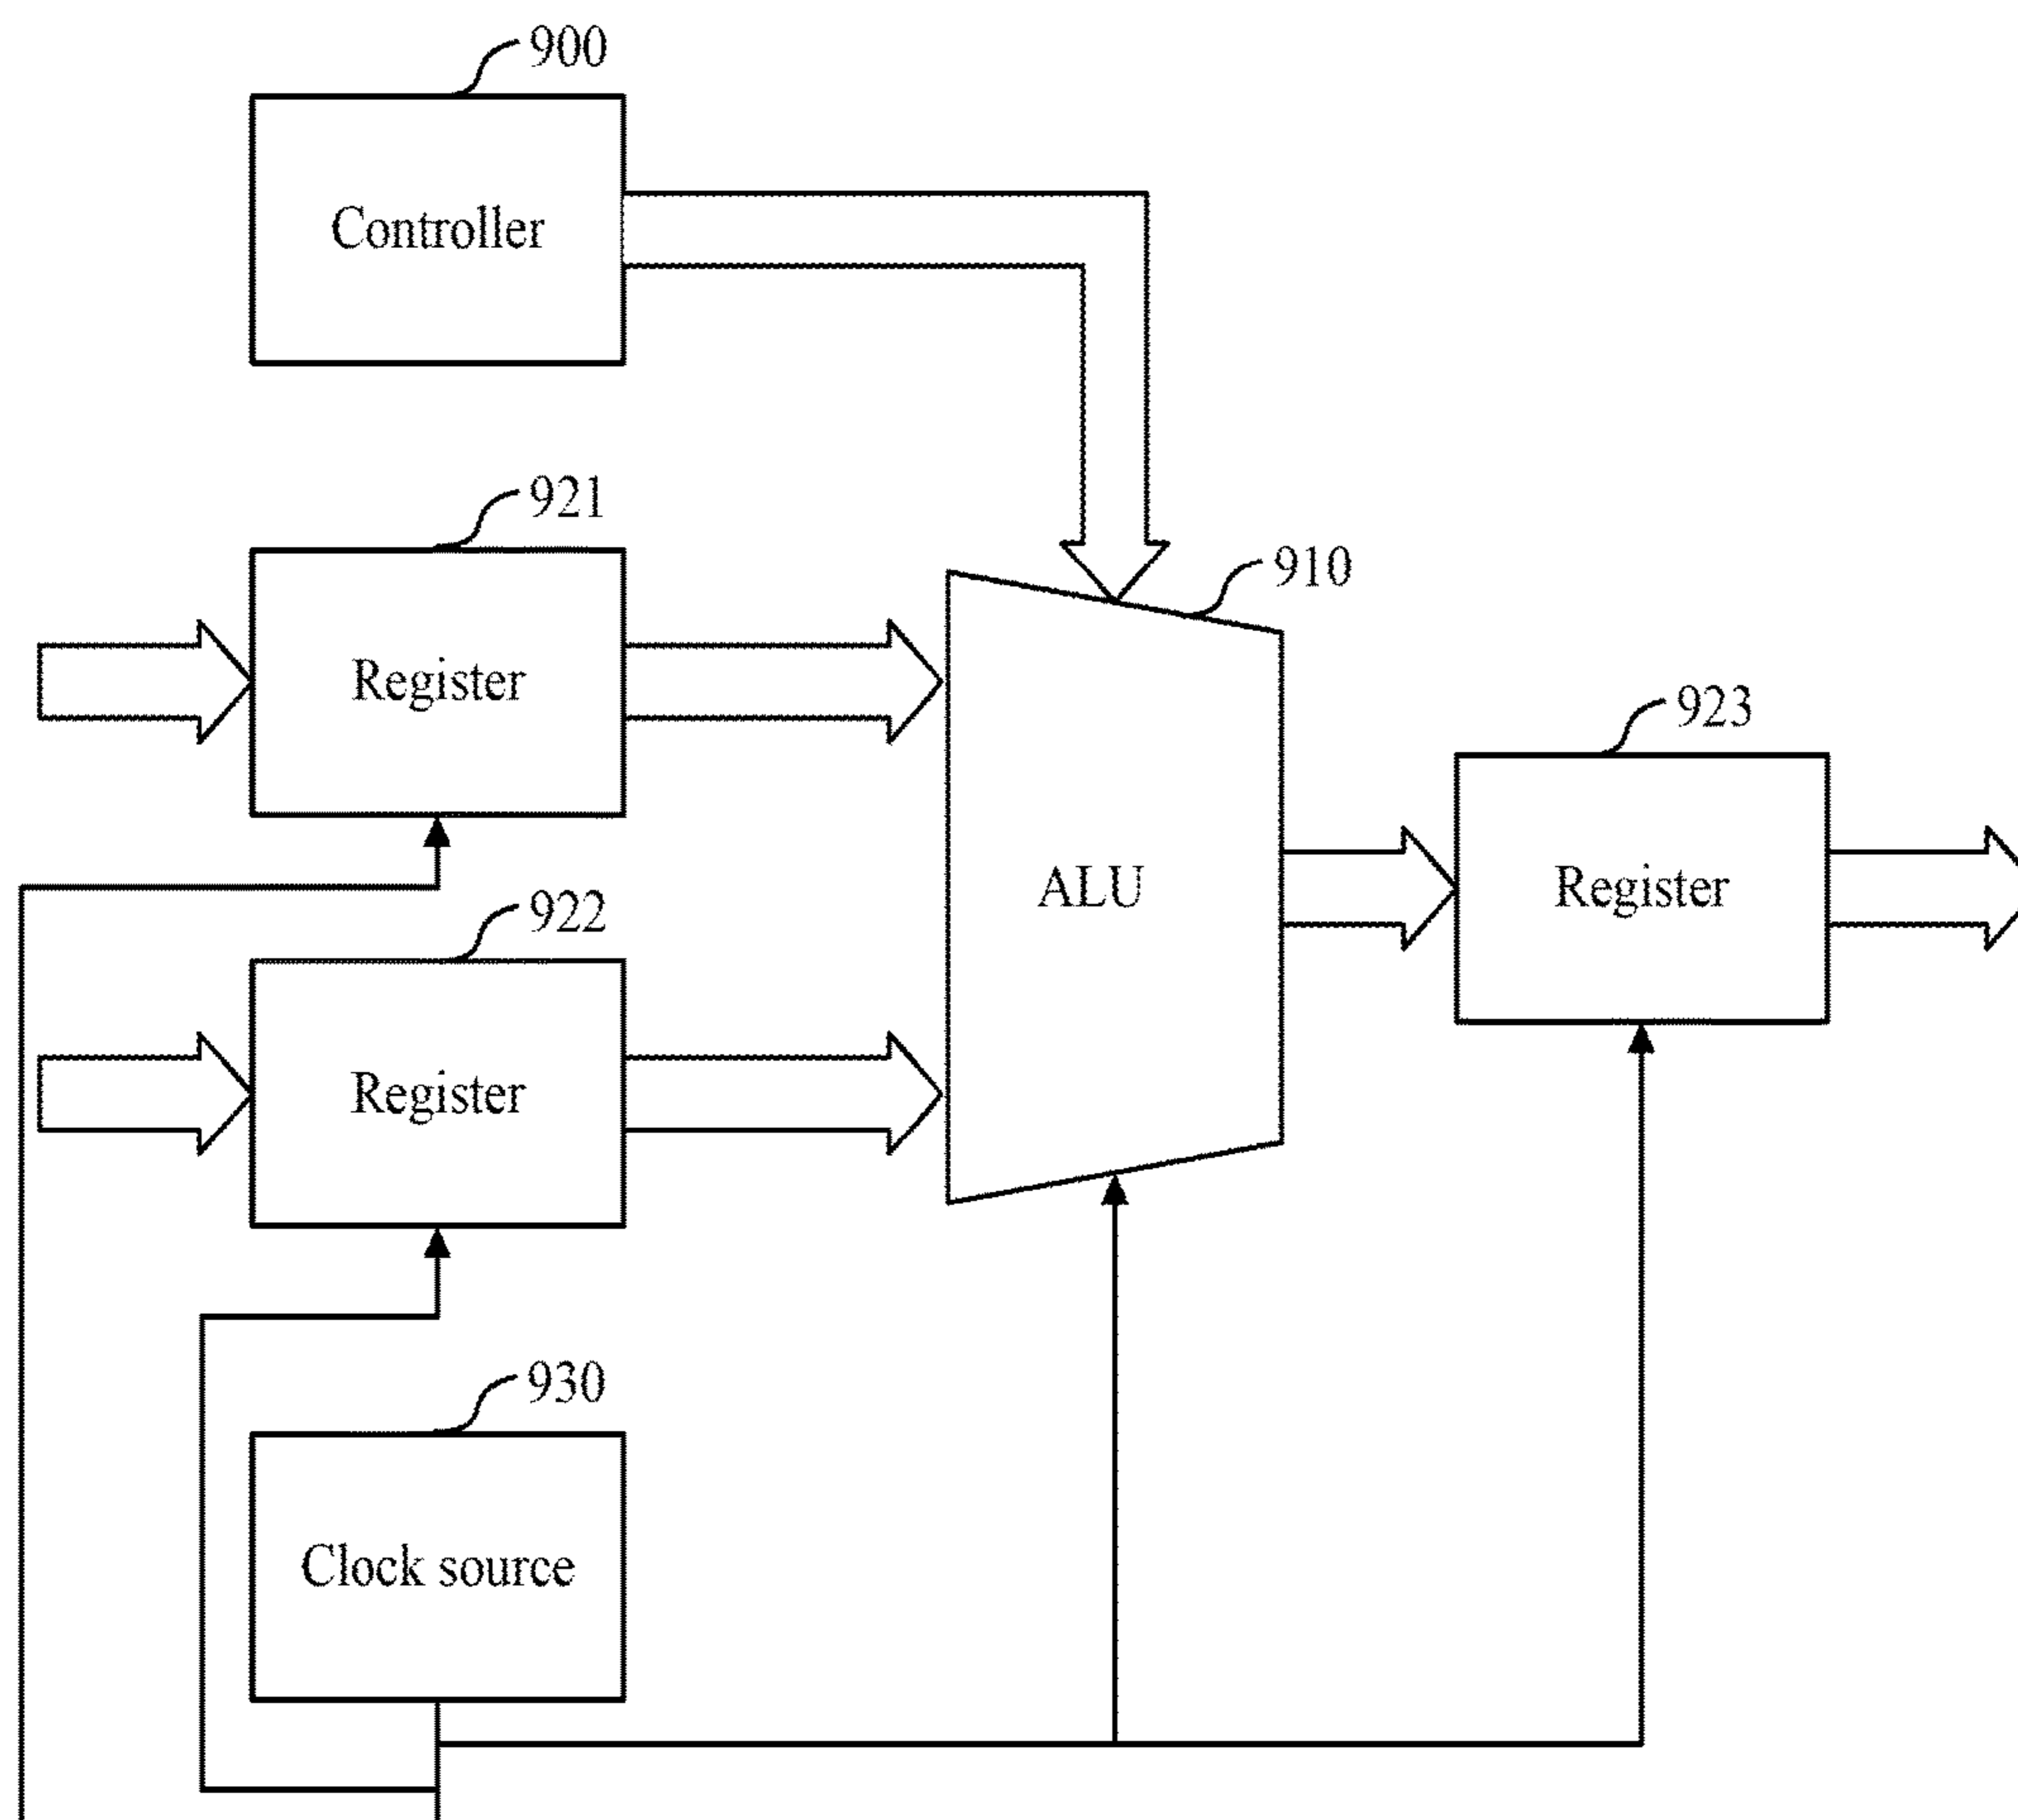 900
Controller
921
Register
910
923
ALU
Register
922
Register
930
Clock source